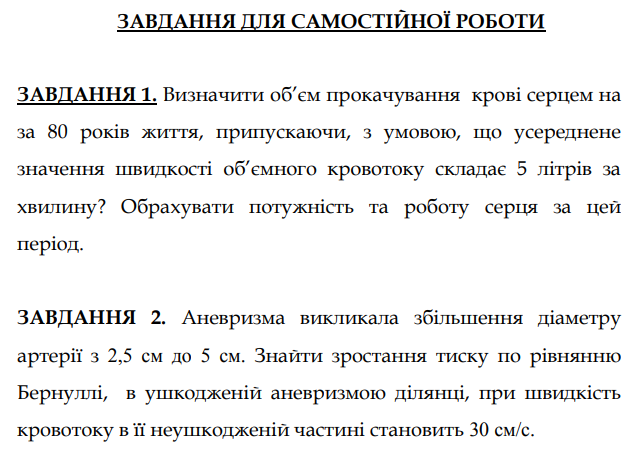 ЗАВДАННЯ ДЛЯ САМОСТІЙНОЇ РОБОТИ
ЗАВДАННЯ 1. Визначити об’єм прокачування крові серцем на
за 80 років життя, припускаючи, з умовою, що усереднене
значення швидкості об’ємного кровотоку складає 5 літрів за
хвилину? Обрахувати потужність та роботу серця за цей
період.
ЗАВДАННЯ 2. Аневризма викликала збільшення діаметру
артерії з 2,5 см до 5 см. Знайти зростання тиску по рівнянню
Бернуллі, в ушкодженій аневризмою ділянці, при швидкість
кровотоку в її неушкодженій частині становить 30 см/с.